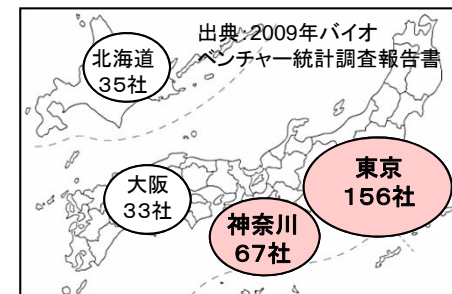 出典:2009年バイオ
ベンチャー統計調査報告書
北海道
35社
東京
156社
大阪
33社
神奈川
67社